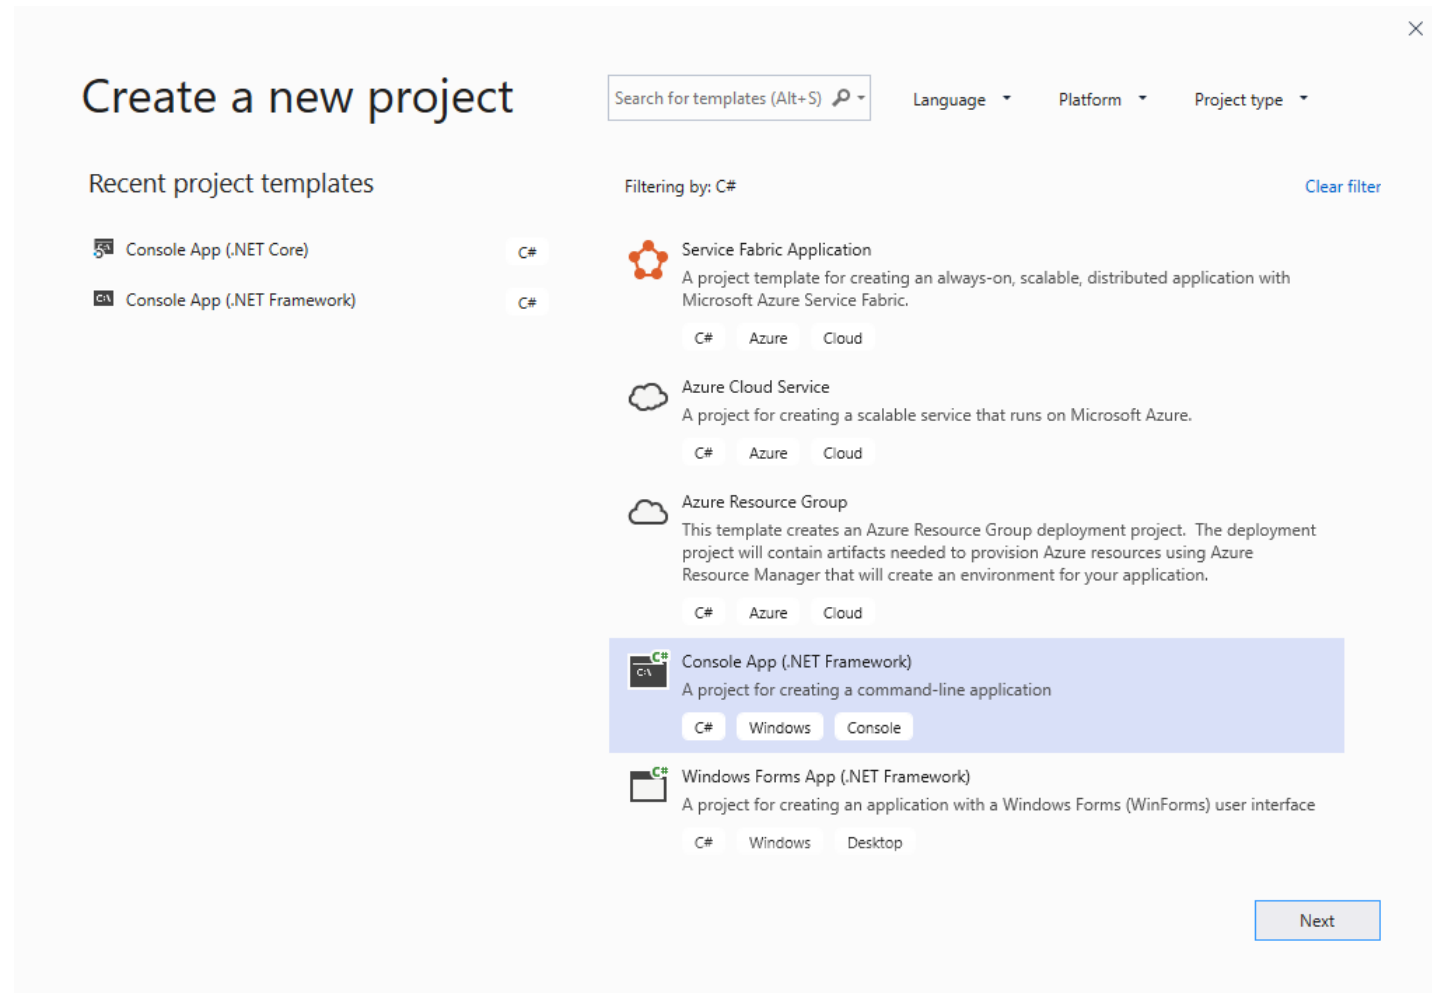 Create a new project
Search for templates (Alt+S)
Language
Platform
Project type
Recent project templates
Console App (.NET Core)
C#
Console App (.NET Framework)
C#
Filtering by: C#
Clear filter
Service Fabric Application
A project template for creating an always-on, scalable, distributed application with
Microsoft Azure Service Fabric.
C# Azure Cloud
Azure Cloud Service
A project for creating a scalable service that runs on Microsoft Azure.
C# Azure Cloud
Azure Resource Group
This template creates an Azure Resource Group deployment project.  The deployment
project will contain artifacts needed to provision Azure resources using Azure
Resource Manager that will create an environment for your application.
C# Azure Cloud
C#
C:\
Console App (.NET Framework)
A project for creating a command-line application
C# Windows Console
C#
Windows Forms App (.NET Framework)
A project for creating an application with a Windows Forms (WinForms) user interface
C# Windows Desktop
Next